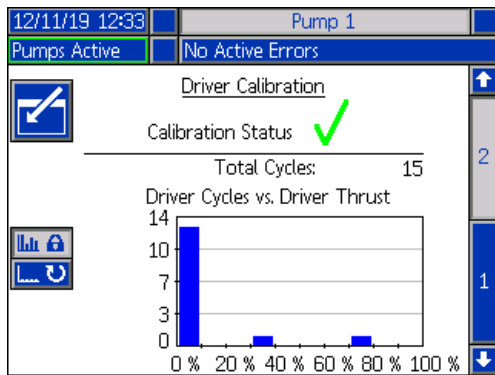 12/11/19 12:33 Pump 1
Pumps Active No Active Errors
Driver Calibration
Calibration Status
Total Cycles: 15
Driver Cycles vs. Driver Thrust
14
10
7
3
0
0 % 20 % 40 % 60 % 80 % 100 %
2
1